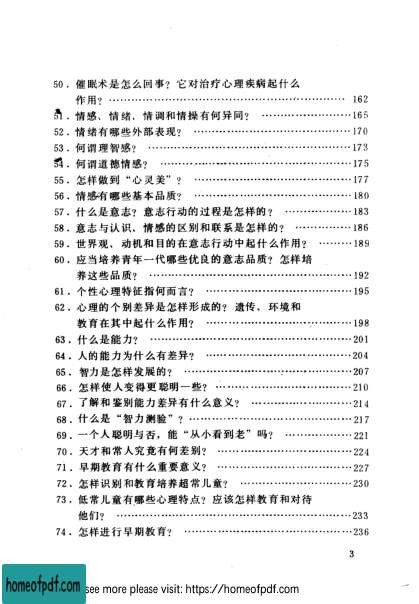 50．催眠术是怎么回事？它对治疗心理疾病起什么
作用？ …… 162
51．情感、情绪、情调和情操有何异同？ …… 165
52．情绪有哪些外部表现？ …… 170
53．何谓理智感？ …… 173
54．何谓道德情感？ …… 175
55．怎样做到“心灵美”？ …… 177
56．情感有哪些基本品质？ …… 180
57．什么是意志？意志行动的过程是怎样的？ …… 183
58．意志与认识、情感的区别和联系是怎样的？ …… 186
59．世界观、动机和目的在意志行动中起什么作用？ …… 189
60．应当培养青年一代哪些优良的意志品质？怎样培
养这些品质？ …… 192
61．个性心理特征指何而言？ …… 195
62．心理的个别差异是怎样形成的？遗传、环境和
教育在其中起什么作用？ …… 198
63．什么是能力？ …… 201
64．人的能力为什么有差异？ …… 204
65．智力是怎样发展的？ …… 207
66．怎样使人变得更聪明一些？ …… 210
67．了解和鉴别能力差异有什么意义？ …… 214
68．什么是“智力测验”？ …… 217
69．一个人聪明与否，能“从小看到老”吗？ …… 221
70．天才和常人究竟有何差别？ …… 224
71．早期教育有什么重要意义？ …… 227
72．怎样识别和教育培养超常儿童？ …… 230
73．低常儿童有哪些心理特点？应该怎样教育和对待
他们？ …… 233
74．怎样进行早期教育？ …… 236
3
homeofpdf.com
see more please visit: https://homeofpdf.com